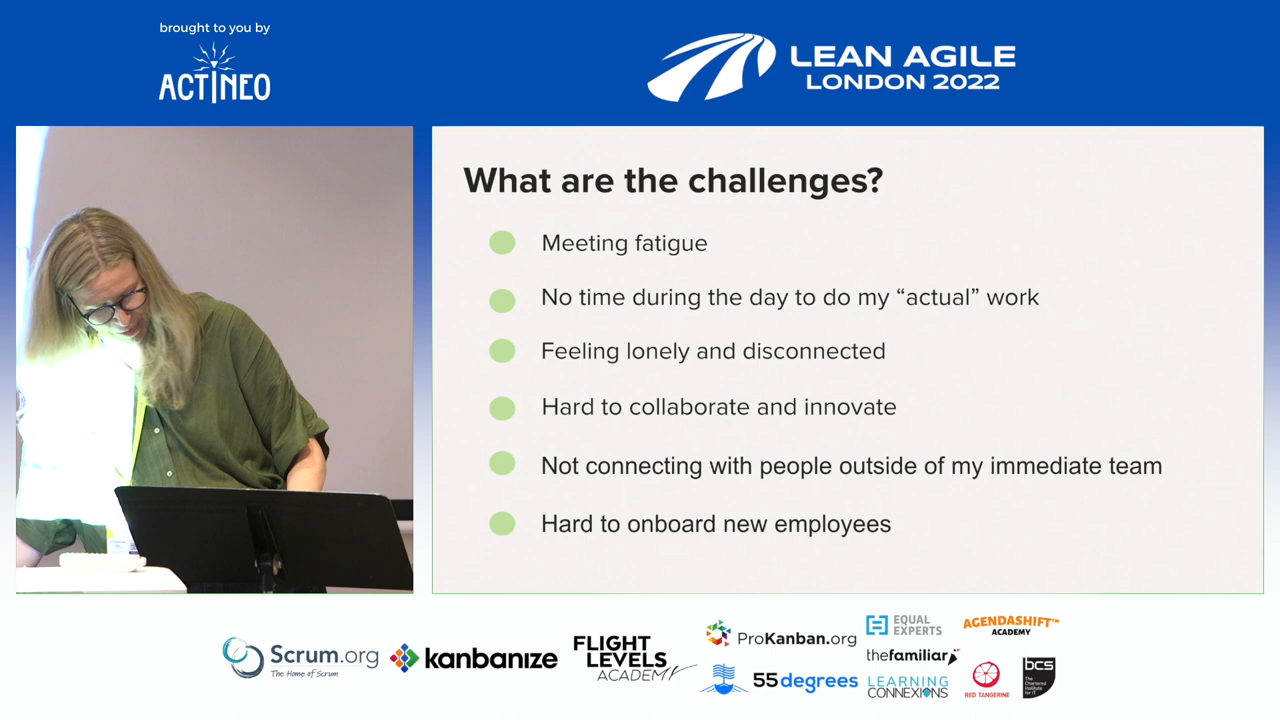 brought to you by
ACTINEO
LEAN AGILE
LONDON 2022
What are the challenges?
Meeting fatigue
No time during the day to do my “actual” work
Feeling lonely and disconnected
Hard to collaborate and innovate
Not connecting with people outside of my immediate team
Hard to onboard new employees
Scrum.org
The Home of Scrum
kanbanize
FLIGHT
LEVELS
ACADEMY
ProKanban.org
55degrees
EQUAL
EXPERTS
thefamiliar
LEARNING
CONNEXIONS
AGENDASHIFT™
ACADEMY
RED TANGERINE
bcs
The
Chartered
Institute
for IT